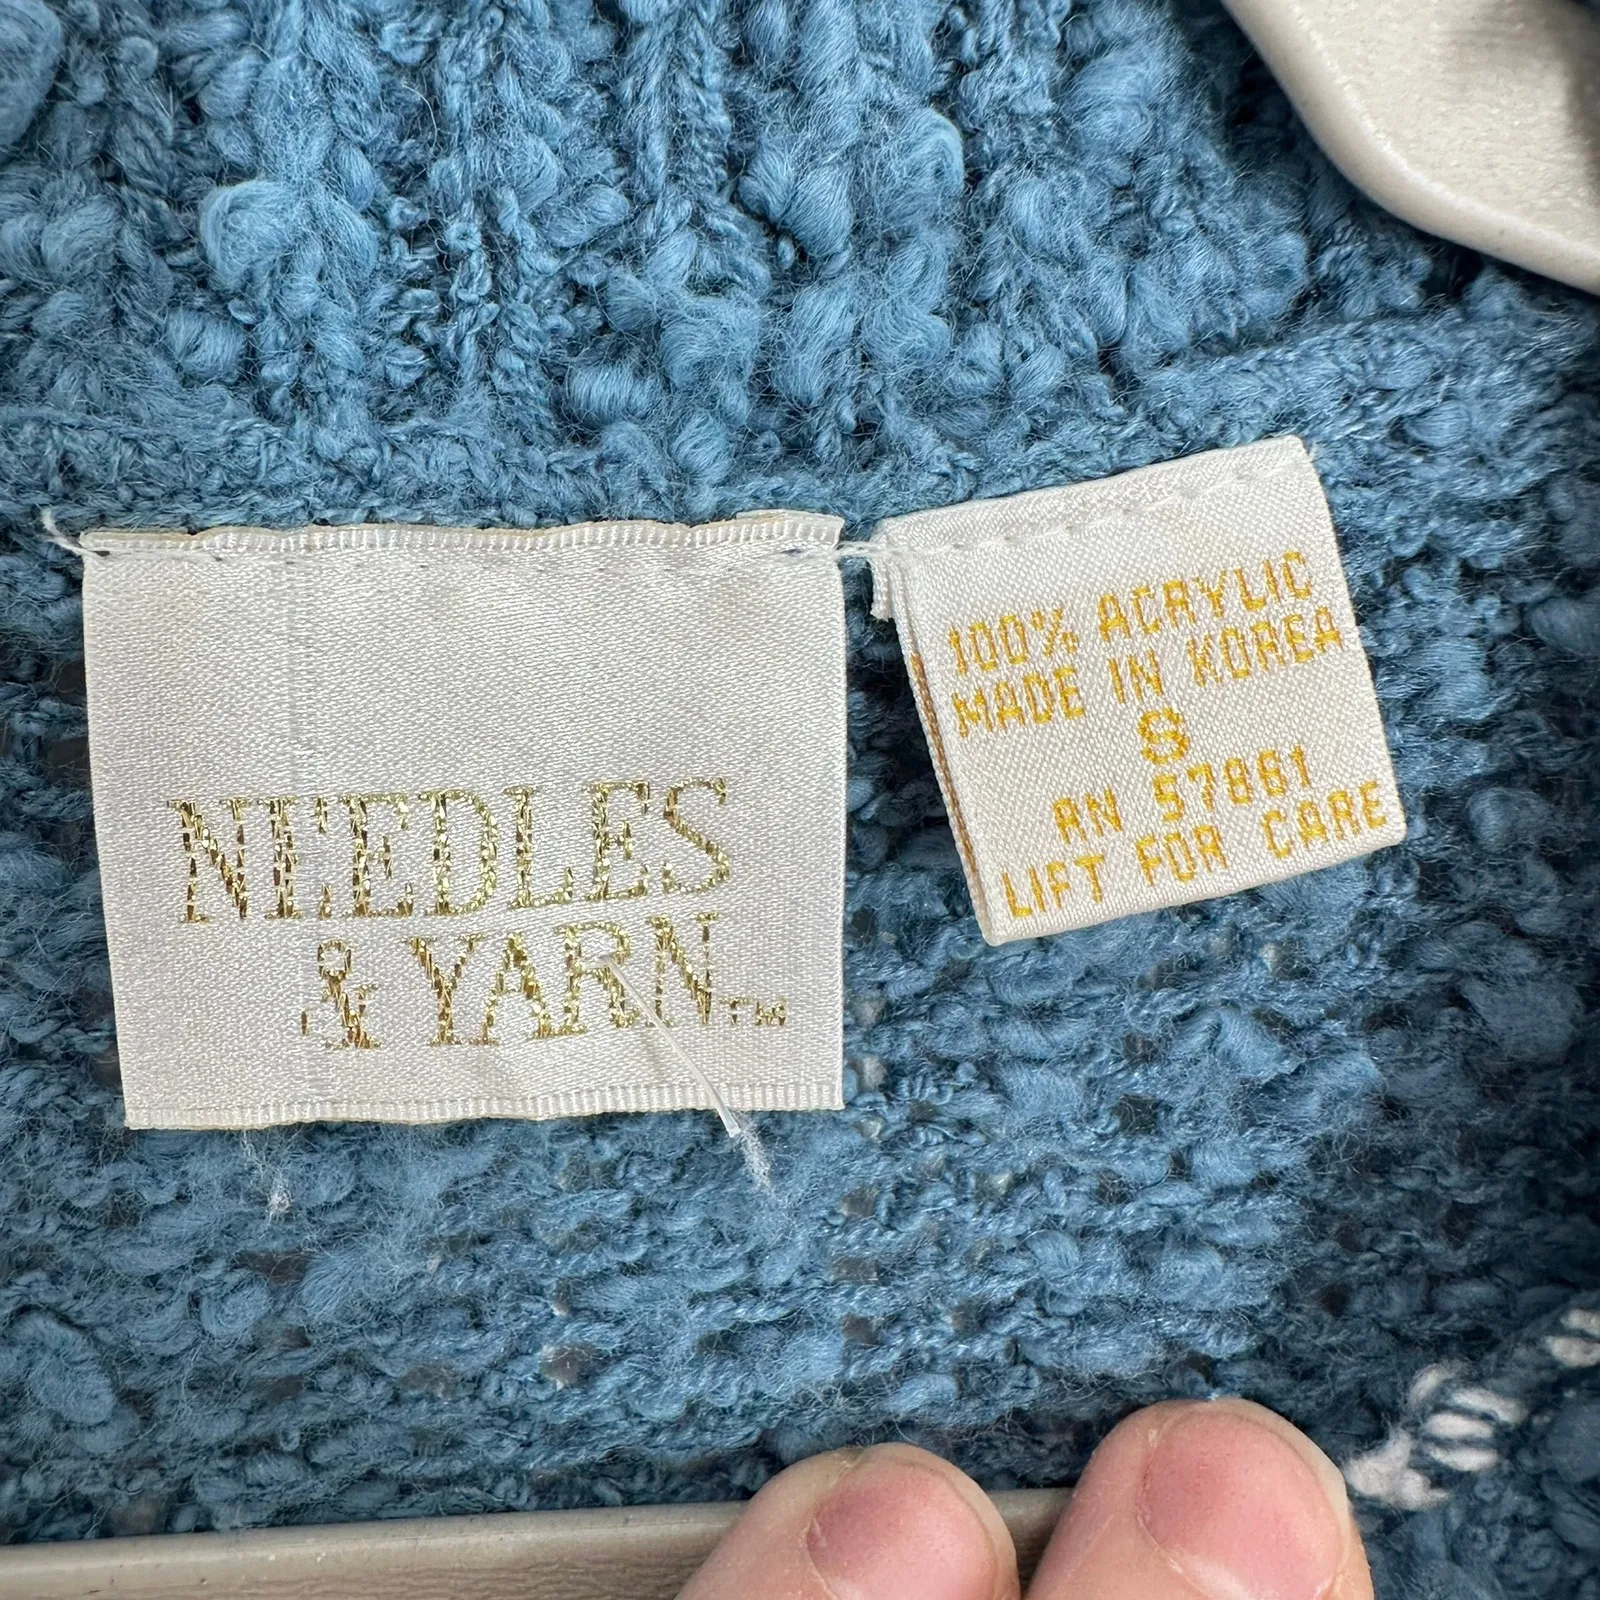 NEEDLES
& YARN™
100% ACRYLIC
MADE IN KOREA
S
RN 57861
LIFT FOR CARE